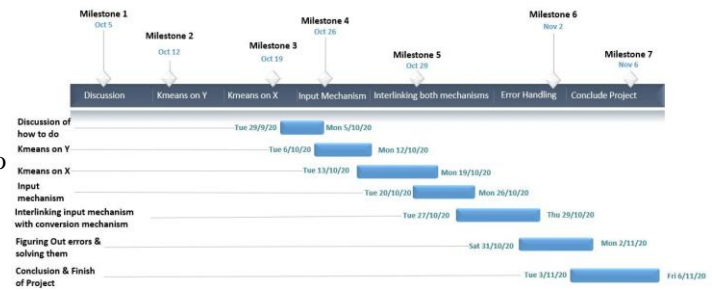 Milestone 1
Oct 5
Milestone 2
Oct 12
Milestone 3
Oct 19
Milestone 4
Oct 26
Milestone 5
Oct 29
Milestone 6
Nov 2
Milestone 7
Nov 6
Discussion Kmeans on Y Kmeans on X Input Mechanism Interlinking both mechanisms Error Handling Conclude Project
Discussion of
how to do
Tue 29/9/20 Mon 5/10/20
Kmeans on Y Tue 6/10/20 Mon 12/10/20
o
Kmeans on X Tue 13/10/20 Mon 19/10/20
Input
mechanism
Tue 20/10/20 Mon 26/10/20
Interlinking input mechanism
with conversion mechanism
Tue 27/10/20 Thu 29/10/20
Figuring Out errors &
solving them
Sat 31/10/20 Mon 2/11/20
Conclusion & Finish
of Project
Tue 3/11/20 Fri 6/11/20